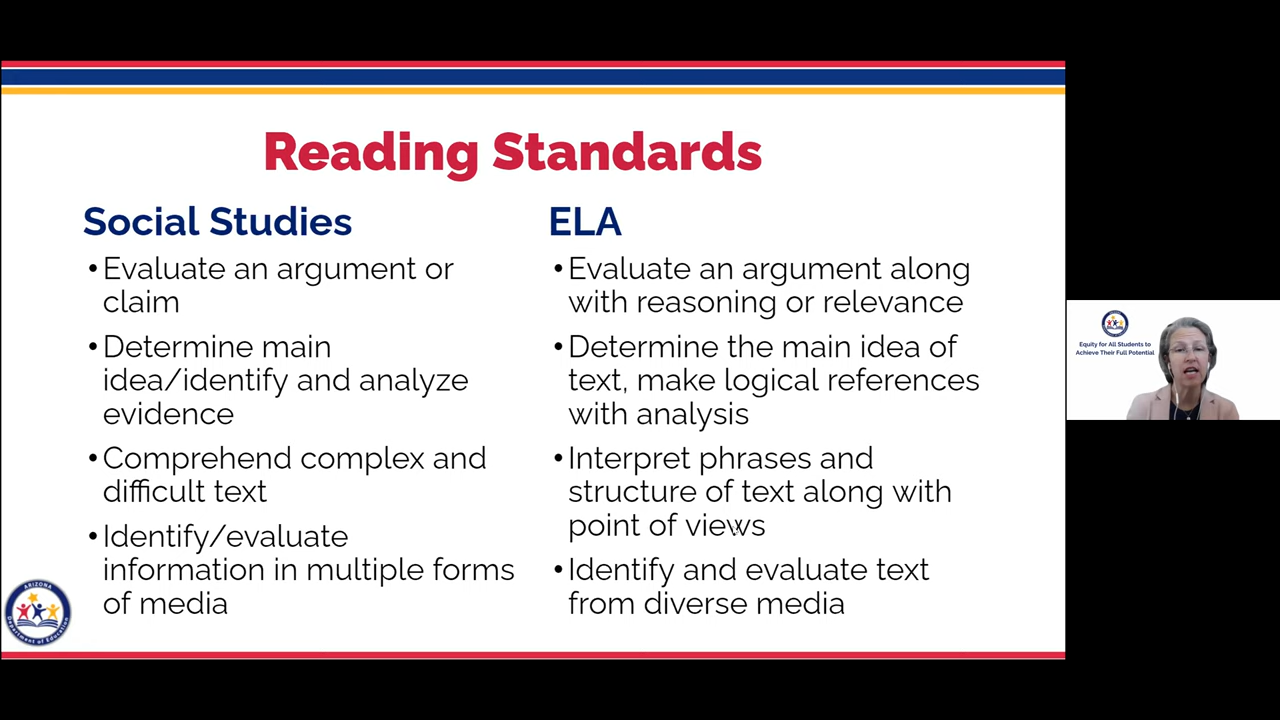 Reading Standards
Social Studies
•Evaluate an argument or
claim
•Determine main
idea/identify and analyze
evidence
•Comprehend complex and
difficult text
•Identify/evaluate
information in multiple forms
of media
ELA
•Evaluate an argument along
with reasoning or relevance
•Determine the main idea of
text, make logical references
with analysis
•Interpret phrases and
structure of text along with
point of views
•Identify and evaluate text
from diverse media
ARIZONA
Department of Education
Equity for All Students to
Achieve Their Full Potential